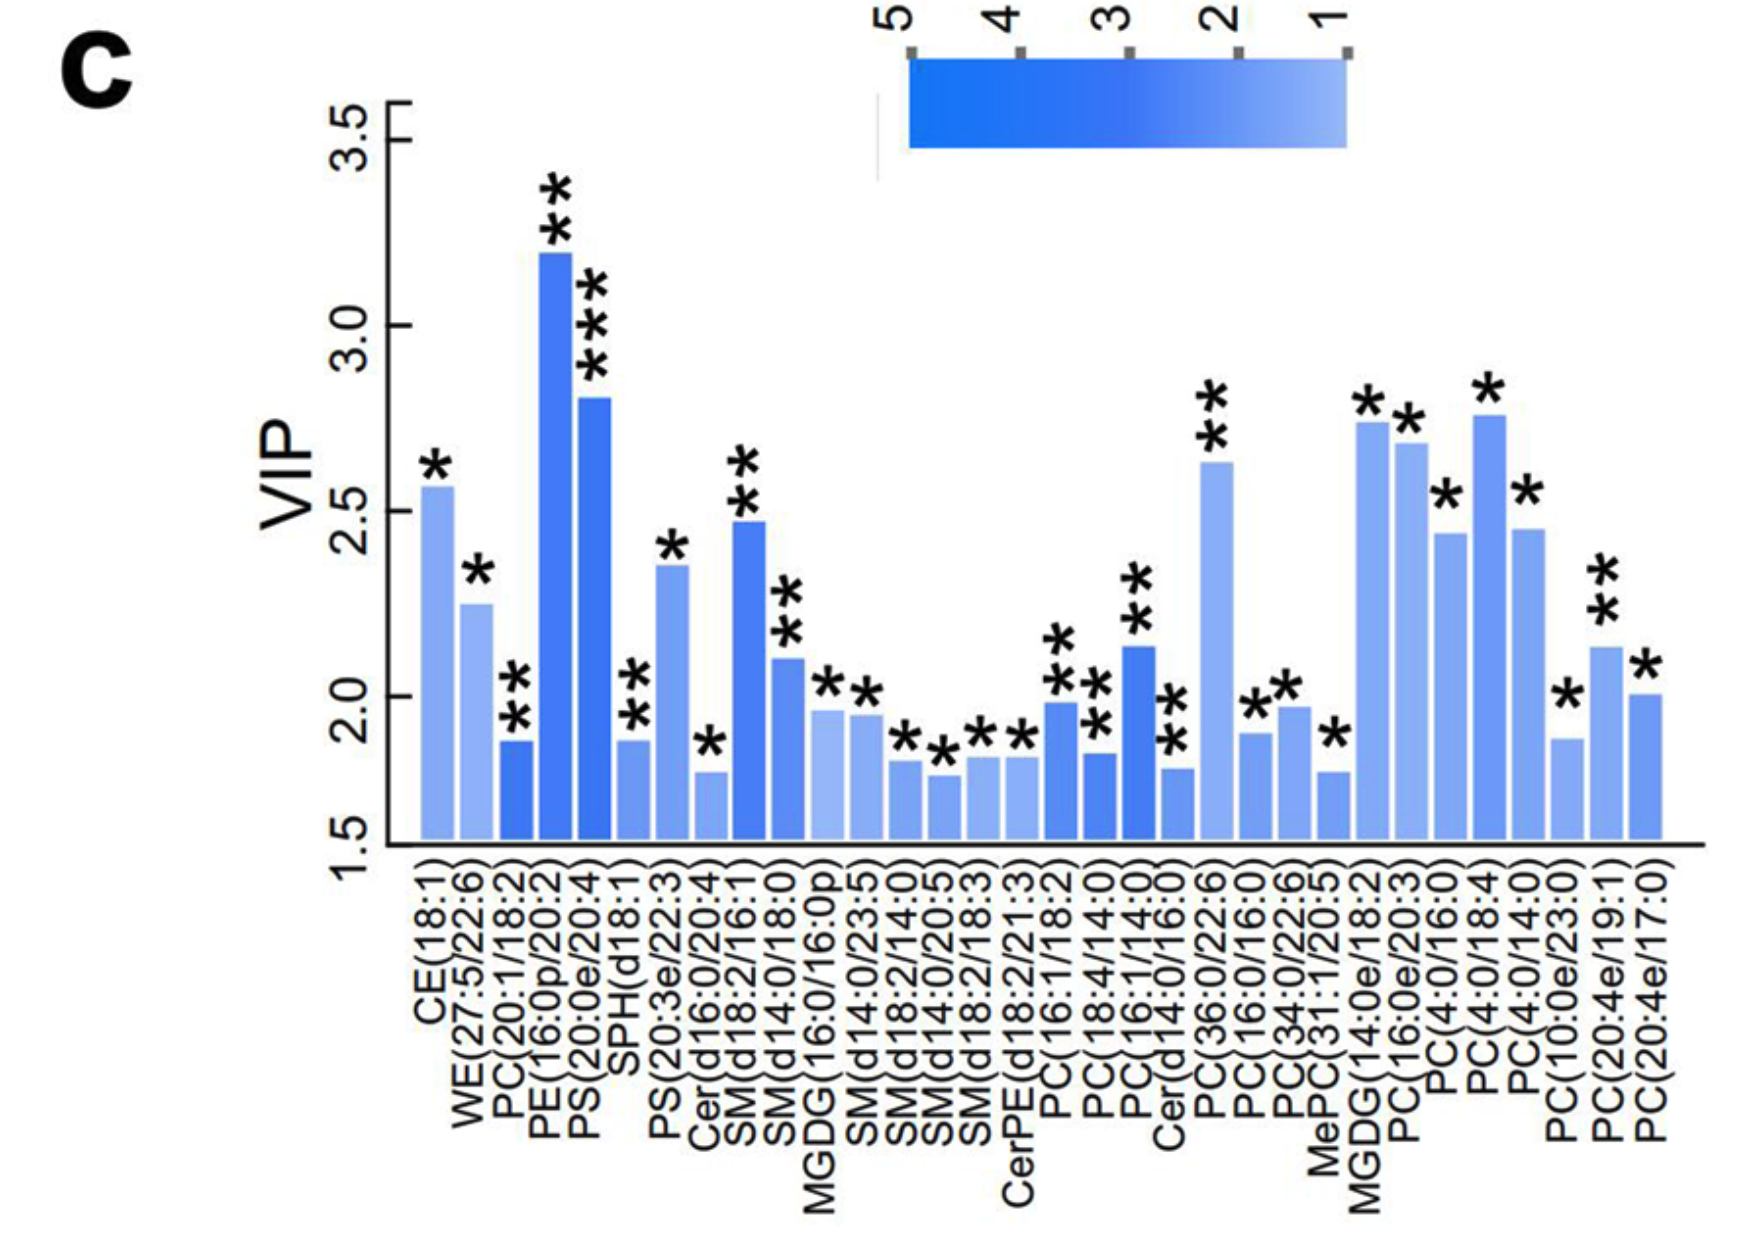 C
5 4 3 2 1
VIP
3.5
3.0
2.5
2.0
1.5
*
*
**
**
***
**
*
*
**
**
*
*
*
*
*
*
**
**
**
**
**
*
*
*
*
*
*
*
*
*
**
*
CE(18:1)
WE(27:5/22:6)
PC(20:1/18:2)
PE(16:0p/20:2)
PS(20:0e/20:4)
SPH(d18:1)
PS(20:3e/22:3)
Cer(d16:0/20:4)
SM(d18:2/16:1)
SM(d14:0/18:0)
MGDG(16:0/16:0p)
SM(d14:0/23:5)
SM(d18:2/14:0)
SM(d14:0/20:5)
SM(d18:2/18:3)
CerPE(d18:2/21:3)
PC(16:1/18:2)
PC(18:4/14:0)
PC(16:1/14:0)
Cer(d14:0/16:0)
PC(36:0/22:6)
PC(16:0/16:0)
PC(34:0/22:6)
MePC(31:1/20:5)
MGDG(14:0e/18:2)
PC(16:0e/20:3)
PC(4:0/16:0)
PC(4:0/18:4)
PC(4:0/14:0)
PC(10:0e/23:0)
PC(20:4e/19:1)
PC(20:4e/17:0)